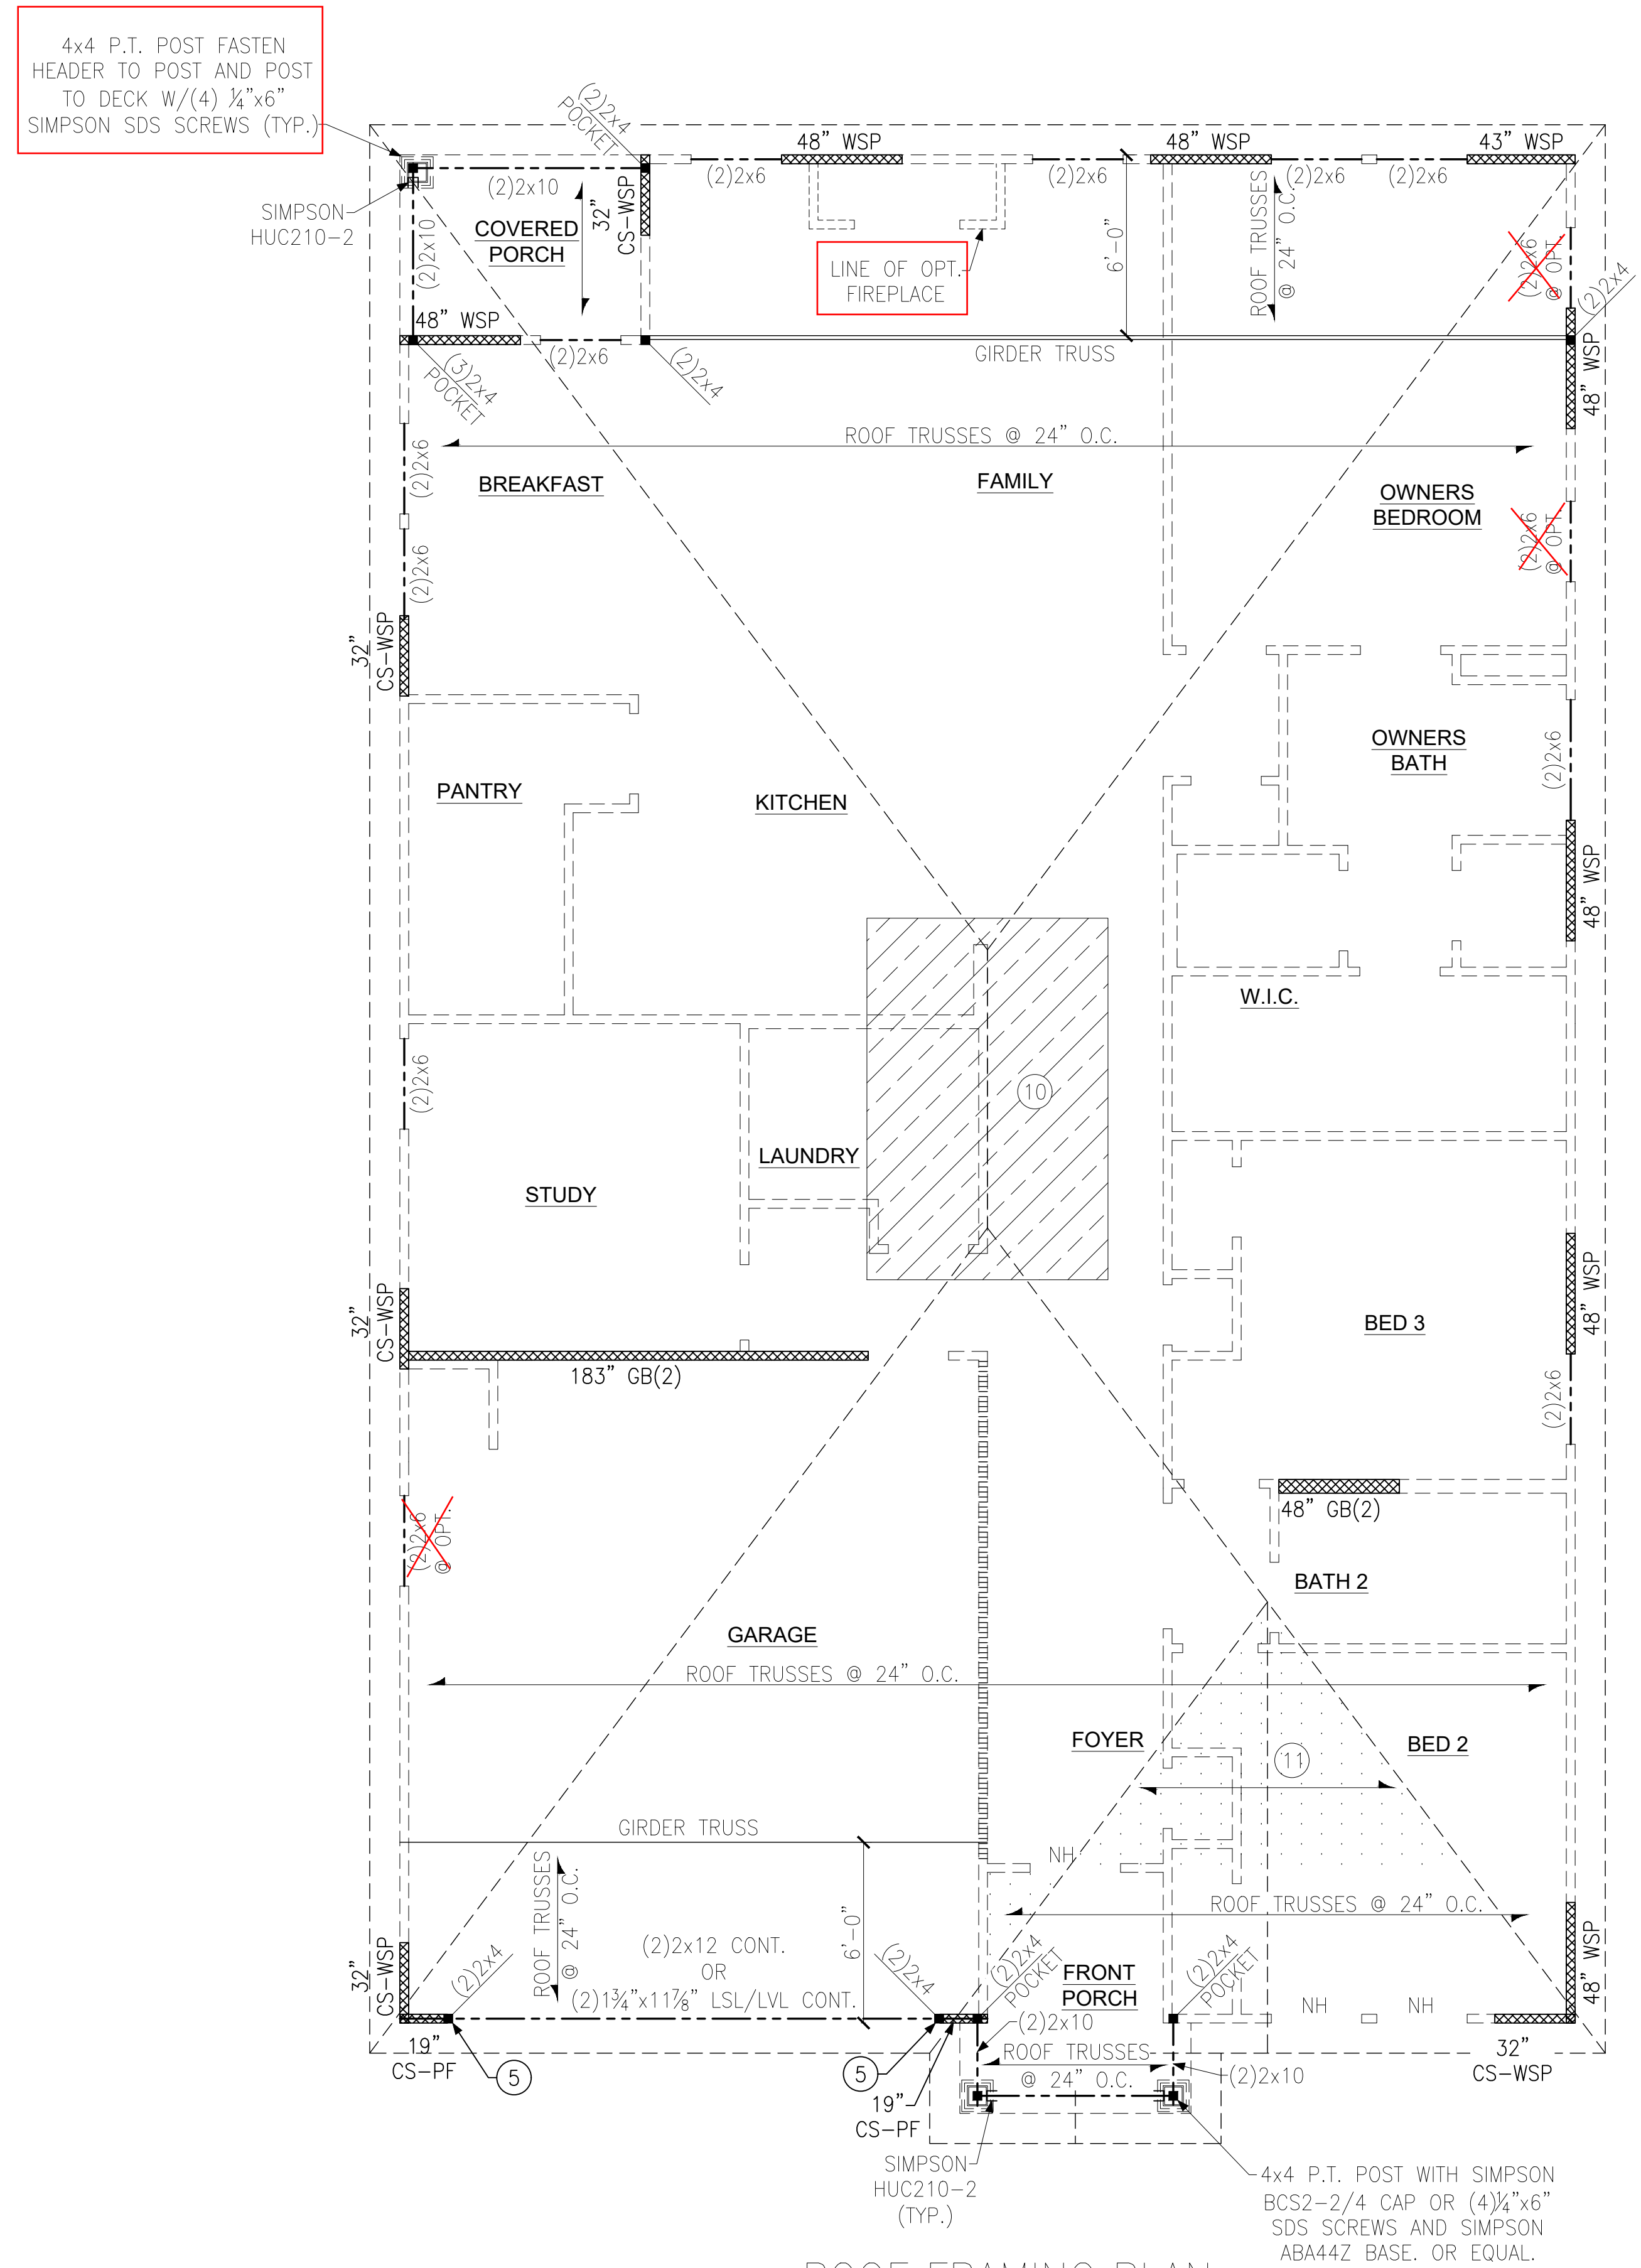 4x4 P.T. POST FASTEN
HEADER TO POST AND POST
TO DECK W/(4) ¼"x6"
SIMPSON SDS SCREWS (TYP.)
(2)2x4
POCKET
48" WSP
48" WSP
43" WSP
(2)2x10
(2)2x6
(2)2x6
(2)2x6
(2)2x6
SIMPSON
HUC210-2
COVERED
PORCH
32"
CS-WSP
(2)2x10
LINE OF OPT.
FIREPLACE
6'-0"
ROOF TRUSSES
@ 24" O.C.
(2)2x6
@ OPT.
(2)2x4
48" WSP
(2)2x6
(3)2x4
POCKET
(2)2x4
GIRDER TRUSS
48" WSP
ROOF TRUSSES @ 24" O.C.
(2)2x6
BREAKFAST
FAMILY
OWNERS
BEDROOM
(2)2x6
@ OPT.
(2)2x6
32"
CS-WSP
OWNERS
BATH
(2)2x6
PANTRY
KITCHEN
48" WSP
W.I.C.
(2)2x6
10
LAUNDRY
STUDY
32"
CS-WSP
BED 3
48" WSP
183" GB(2)
(2)2x6
48" GB(2)
(2)2x6
@ OPT.
BATH 2
GARAGE
ROOF TRUSSES @ 24" O.C.
FOYER
11
BED 2
GIRDER TRUSS
NH
ROOF TRUSSES
@ 24" O.C.
6'-0"
ROOF TRUSSES @ 24" O.C.
32"
CS-WSP
(2)2x4
(2)2x12 CONT.
OR
(2)1¾"x11⅞" LSL/LVL CONT.
(2)2x4
(2)2x4
POCKET
FRONT
PORCH
(2)2x4
POCKET
NH
NH
48" WSP
19"
CS-PF
5
5
19"
CS-PF
(2)2x10
ROOF TRUSSES
@ 24" O.C.
(2)2x10
32"
CS-WSP
SIMPSON
HUC210-2
(TYP.)
4x4 P.T. POST WITH SIMPSON
BCS2-2/4 CAP OR (4)¼"x6"
SDS SCREWS AND SIMPSON
ABA44Z BASE. OR EQUAL.
ROOF FRAMING PLAN